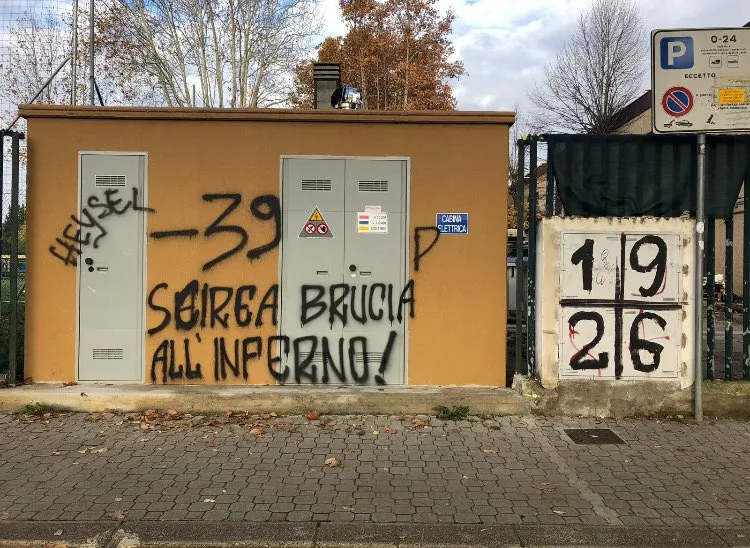 HEYSEL
-39
SCIREA BRUCIA
ALL'INFERNO!
P
CABINA
ELETTRICA
19
26
P
0-24
ECCETTO